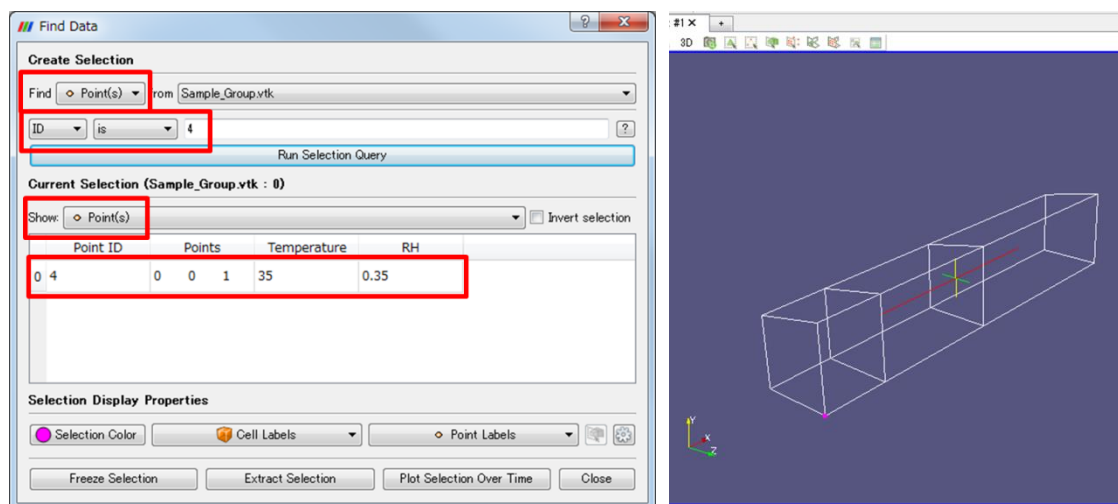 Find Data
Create Selection
Find Point(s) from Sample_Group.vtk
ID is 4 ?
Run Selection Query
Current Selection (Sample_Group.vtk : 0)
Show: Point(s) Invert selection
Point ID Points Temperature RH
0 4 0 0 1 35 0.35
Selection Display Properties
Selection Color Cell Labels Point Labels
Freeze Selection Extract Selection Plot Selection Over Time Close
#1 × +
3D
Y
X
Z